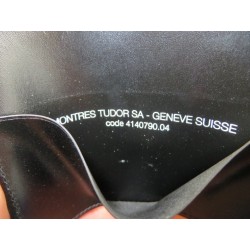 MONTRES TUDOR SA - GENÈVE SUISSE
code 4140790.04